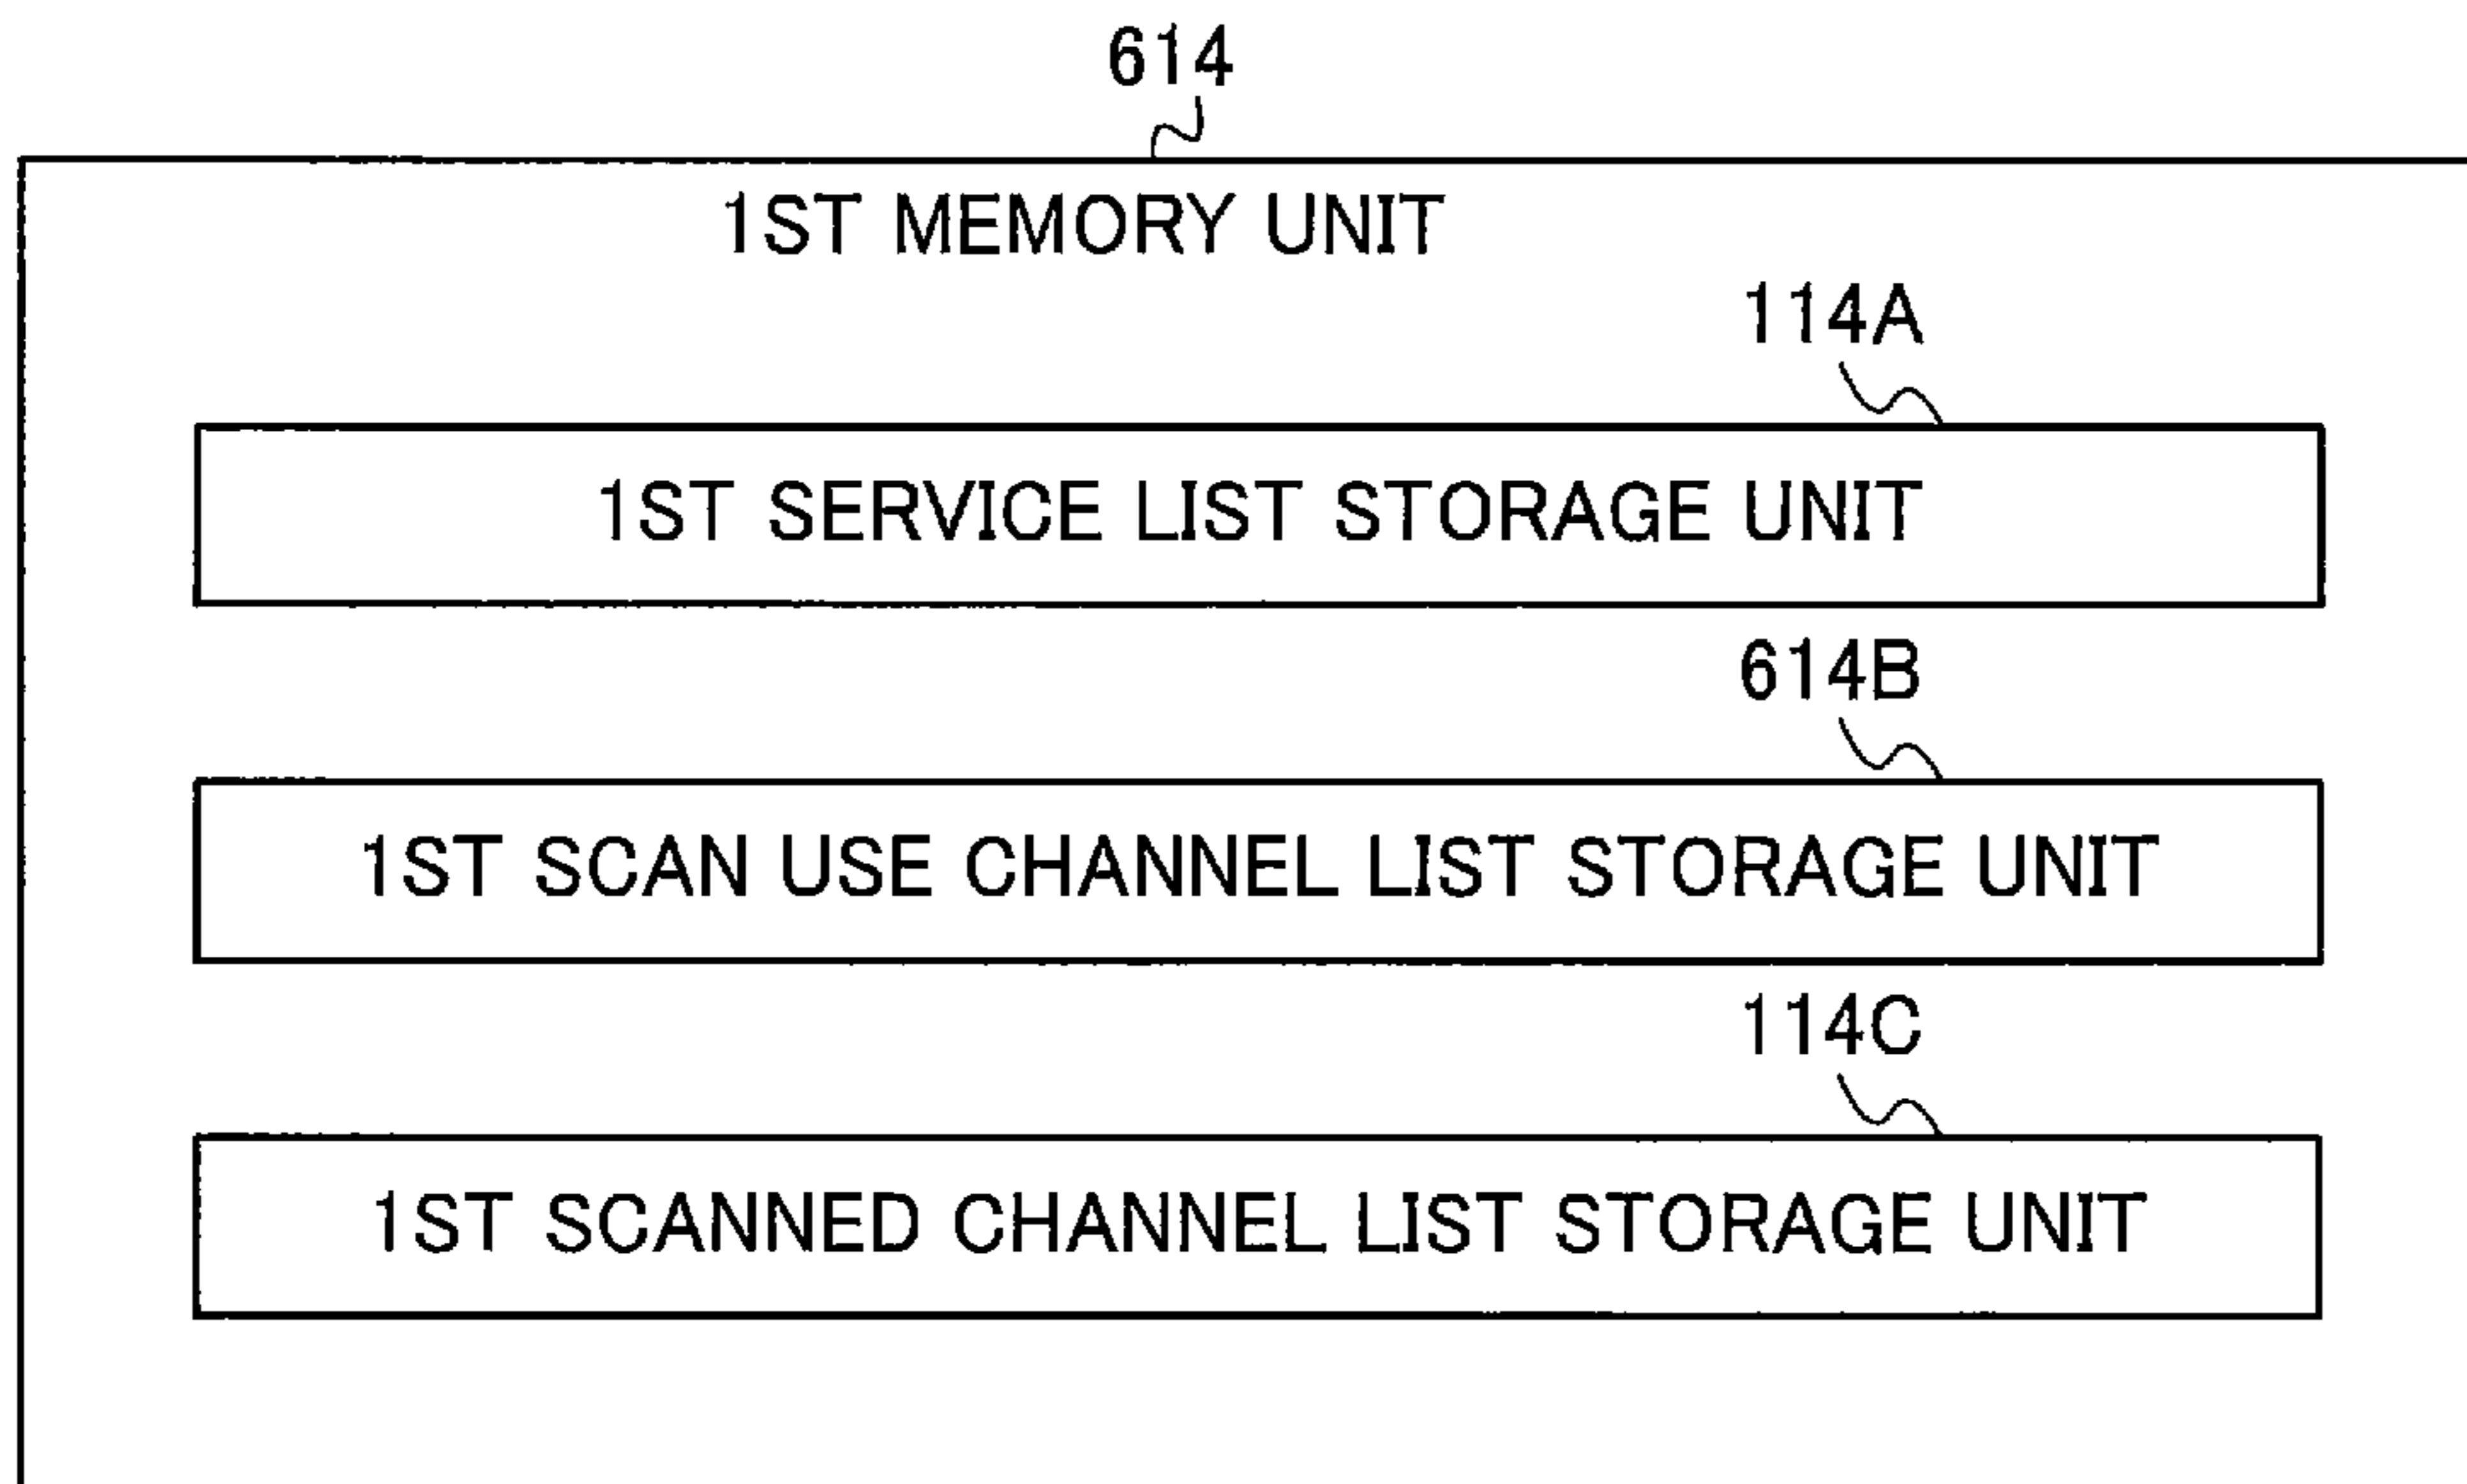 614
1ST MEMORY UNIT
114A
1ST SERVICE LIST STORAGE UNIT
614B
1ST SCAN USE CHANNEL LIST STORAGE UNIT
114C
1ST SCANNED CHANNEL LIST STORAGE UNIT